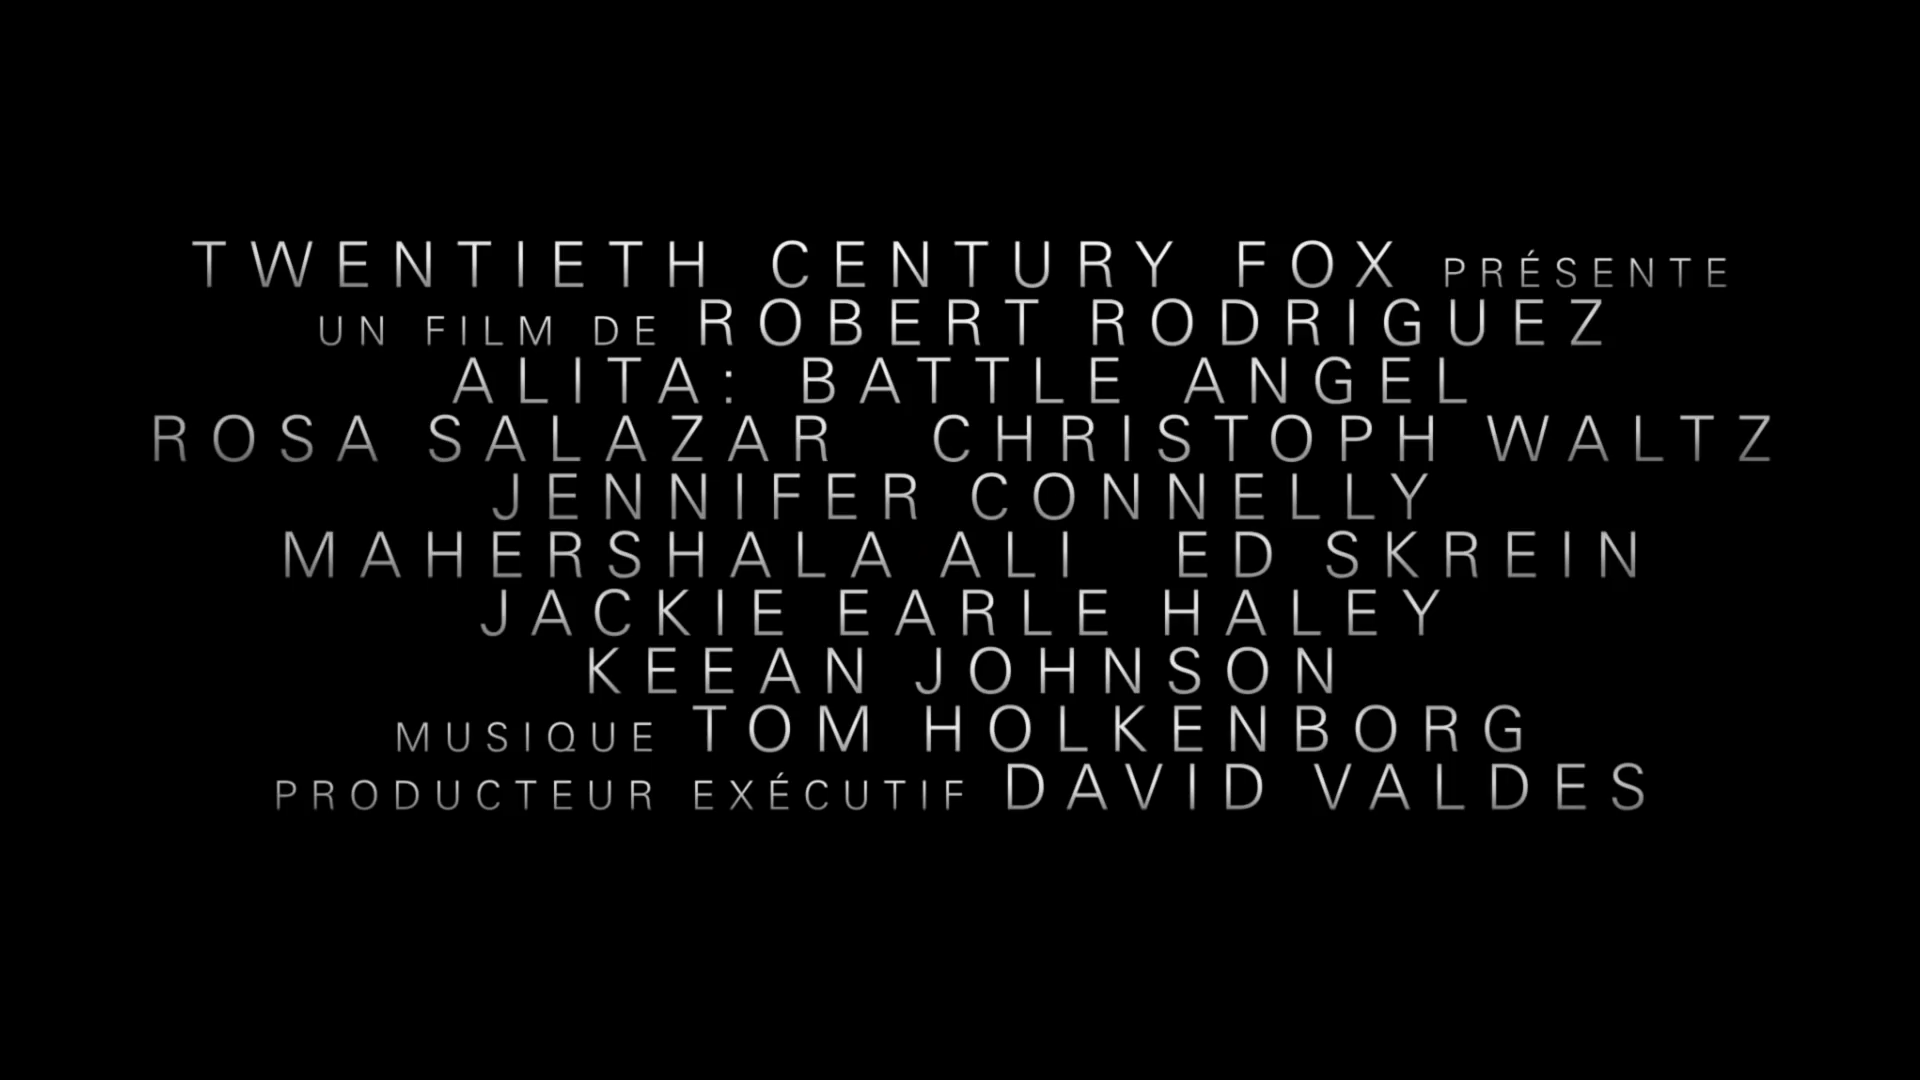 TWENTIETH CENTURY FOX PRÉSENTE
UN FILM DE ROBERT RODRIGUEZ
ALITA: BATTLE ANGEL
ROSA SALAZAR CHRISTOPH WALTZ
JENNIFER CONNELLY
MAHERSHALA ALI ED SKREIN
JACKIE EARLE HALEY
KEEAN JOHNSON
MUSIQUE TOM HOLKENBORG
PRODUCTEUR EXÉCUTIF DAVID VALDES